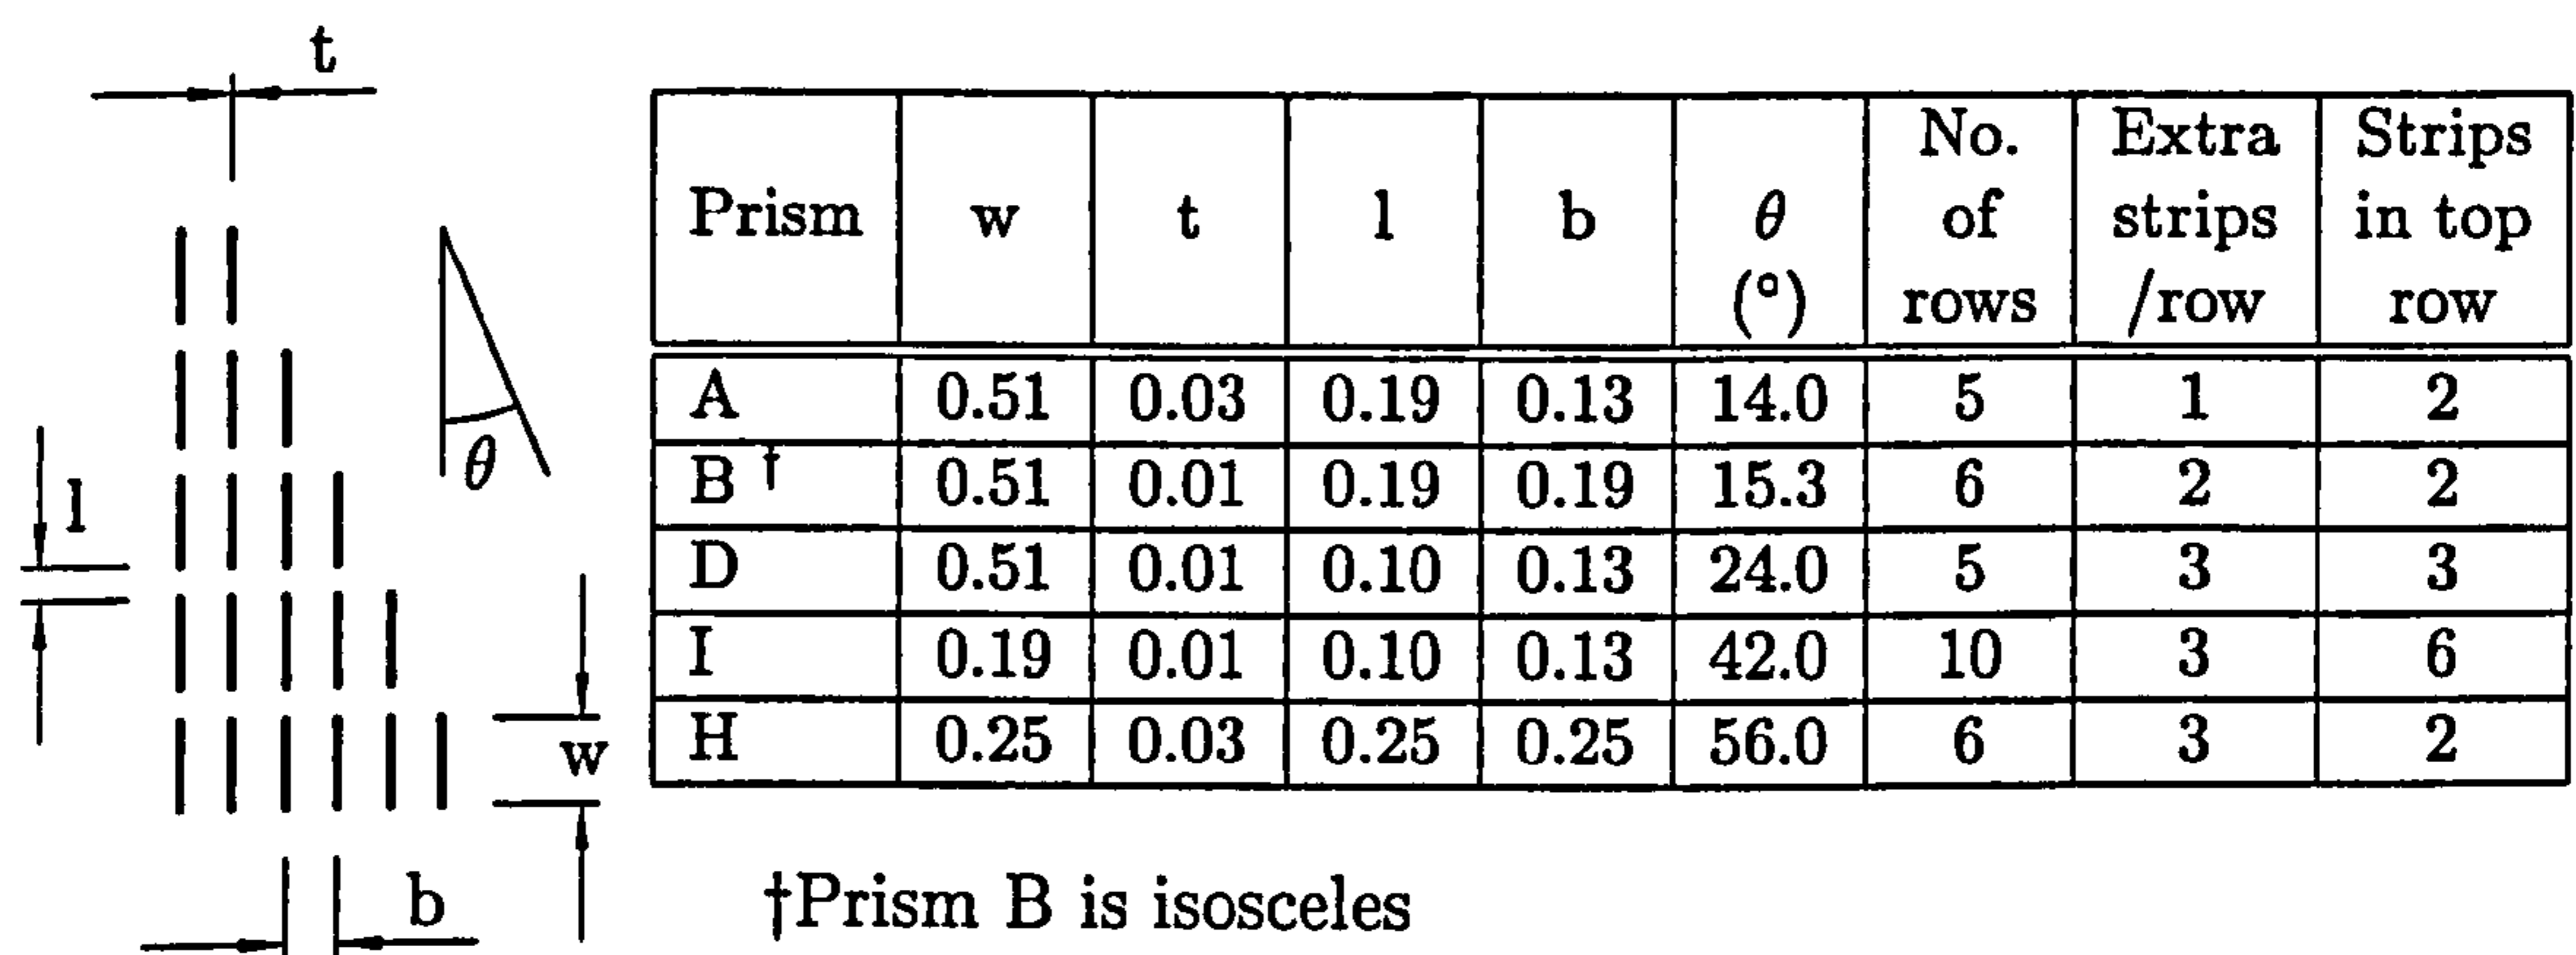 t
l
θ
w
b
Prism w t l b θ (°) No. of rows Extra strips /row Strips in top row
A 0.51 0.03 0.19 0.13 14.0 5 1 2
B † 0.51 0.01 0.19 0.19 15.3 6 2 2
D 0.51 0.01 0.10 0.13 24.0 5 3 3
I 0.19 0.01 0.10 0.13 42.0 10 3 6
H 0.25 0.03 0.25 0.25 56.0 6 3 2
†Prism B is isosceles